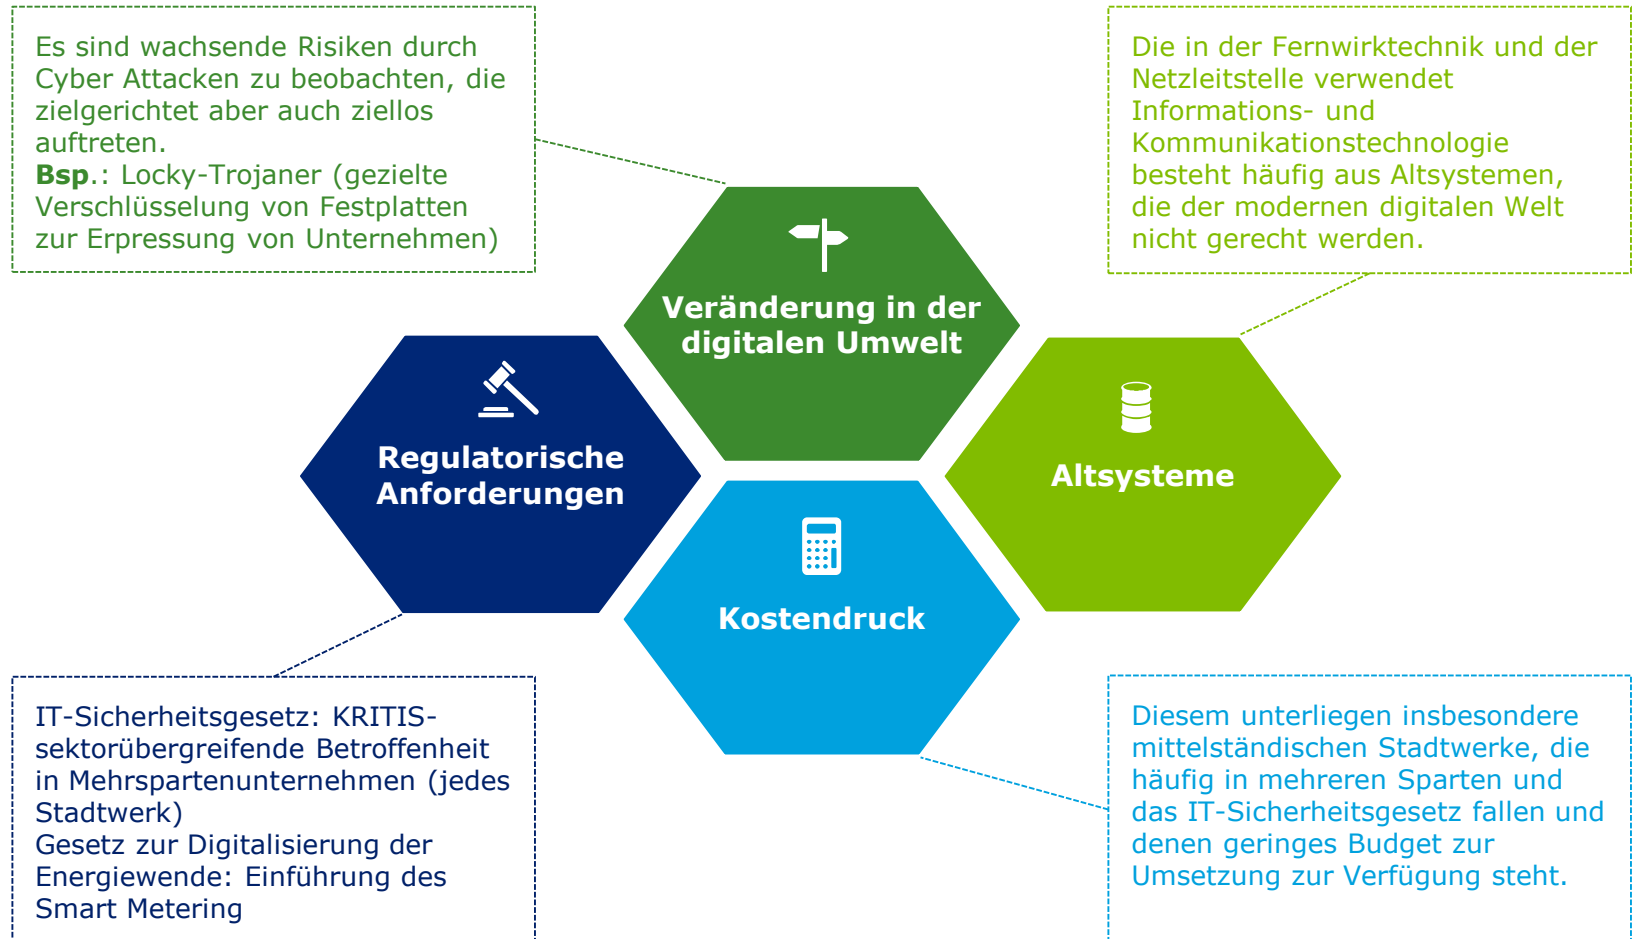 Es sind wachsende Risiken durch
Cyber Attacken zu beobachten, die
zielgerichtet aber auch ziellos
auftreten.
Bsp.: Locky-Trojaner (gezielte
Verschlüsselung von Festplatten
zur Erpressung von Unternehmen)
Die in der Fernwirktechnik und der
Netzleitstelle verwendet
Informations- und
Kommunikationstechnologie
besteht häufig aus Altsystemen,
die der modernen digitalen Welt
nicht gerecht werden.
Veränderung in der
digitalen Umwelt
Regulatorische
Anforderungen
Altsysteme
Kostendruck
IT-Sicherheitsgesetz: KRITIS-
sektorübergreifende Betroffenheit
in Mehrspartenunternehmen (jedes
Stadtwerk)
Gesetz zur Digitalisierung der
Energiewende: Einführung des
Smart Metering
Diesem unterliegen insbesondere
mittelständischen Stadtwerke, die
häufig in mehreren Sparten und
das IT-Sicherheitsgesetz fallen und
denen geringes Budget zur
Umsetzung zur Verfügung steht.